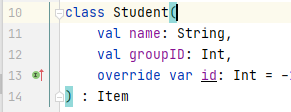 10 class Student(
11 val name: String,
12 val groupID: Int,
13 override var id: Int = -
14 ) : Item